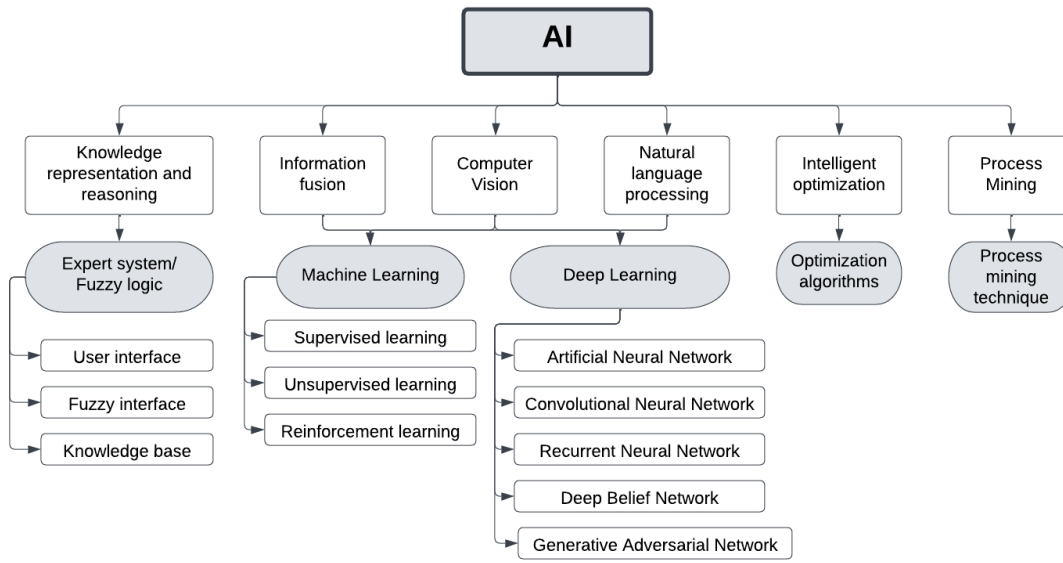 AI
Knowledge
representation and
reasoning
Information
fusion
Computer
Vision
Natural
language
processing
Intelligent
optimization
Process
Mining
Expert system/
Fuzzy logic
Machine Learning
Deep Learning
Optimization
algorithms
Process
mining
technique
User interface
Fuzzy interface
Knowledge base
Supervised learning
Unsupervised learning
Reinforcement learning
Artificial Neural Network
Convolutional Neural Network
Recurrent Neural Network
Deep Belief Network
Generative Adversarial Network